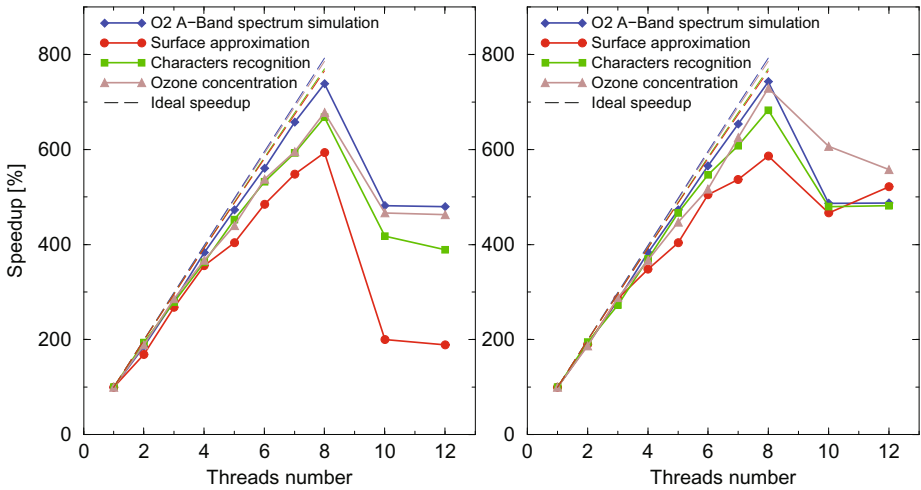 O2 A−Band spectrum simulation
Surface approximation
Characters recognition
Ozone concentration
Ideal speedup
800
600
400
200
0
Speedup [%]
0 2 4 6 8 10 12
Threads number
O2 A−Band spectrum simulation
Surface approximation
Characters recognition
Ozone concentration
Ideal speedup
800
600
400
200
0
0 2 4 6 8 10 12
Threads number